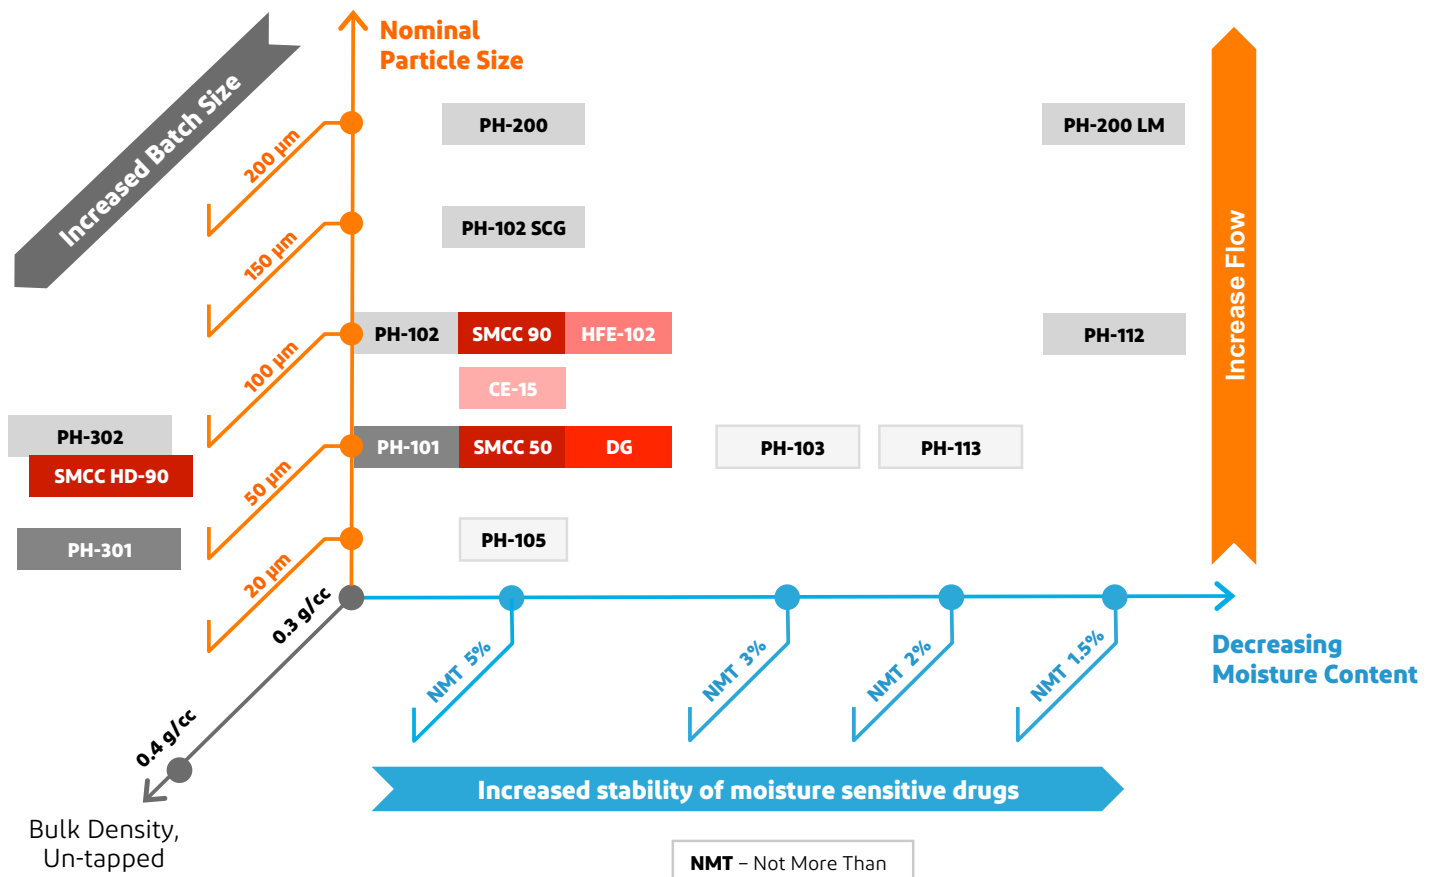 Nominal
Particle Size
Increased Batch Size
200 µm
150 µm
100 µm
50 µm
20 µm
PH-200
PH-200 LM
PH-102 SCG
PH-102
SMCC 90
HFE-102
PH-112
CE-15
PH-302
SMCC HD-90
PH-101
SMCC 50
DG
PH-103
PH-113
PH-301
PH-105
Increase Flow
0.3 g/cc
0.4 g/cc
Bulk Density,
Un-tapped
NMT 5%
NMT 3%
NMT 2%
NMT 1.5%
Decreasing
Moisture Content
Increased stability of moisture sensitive drugs
NMT – Not More Than